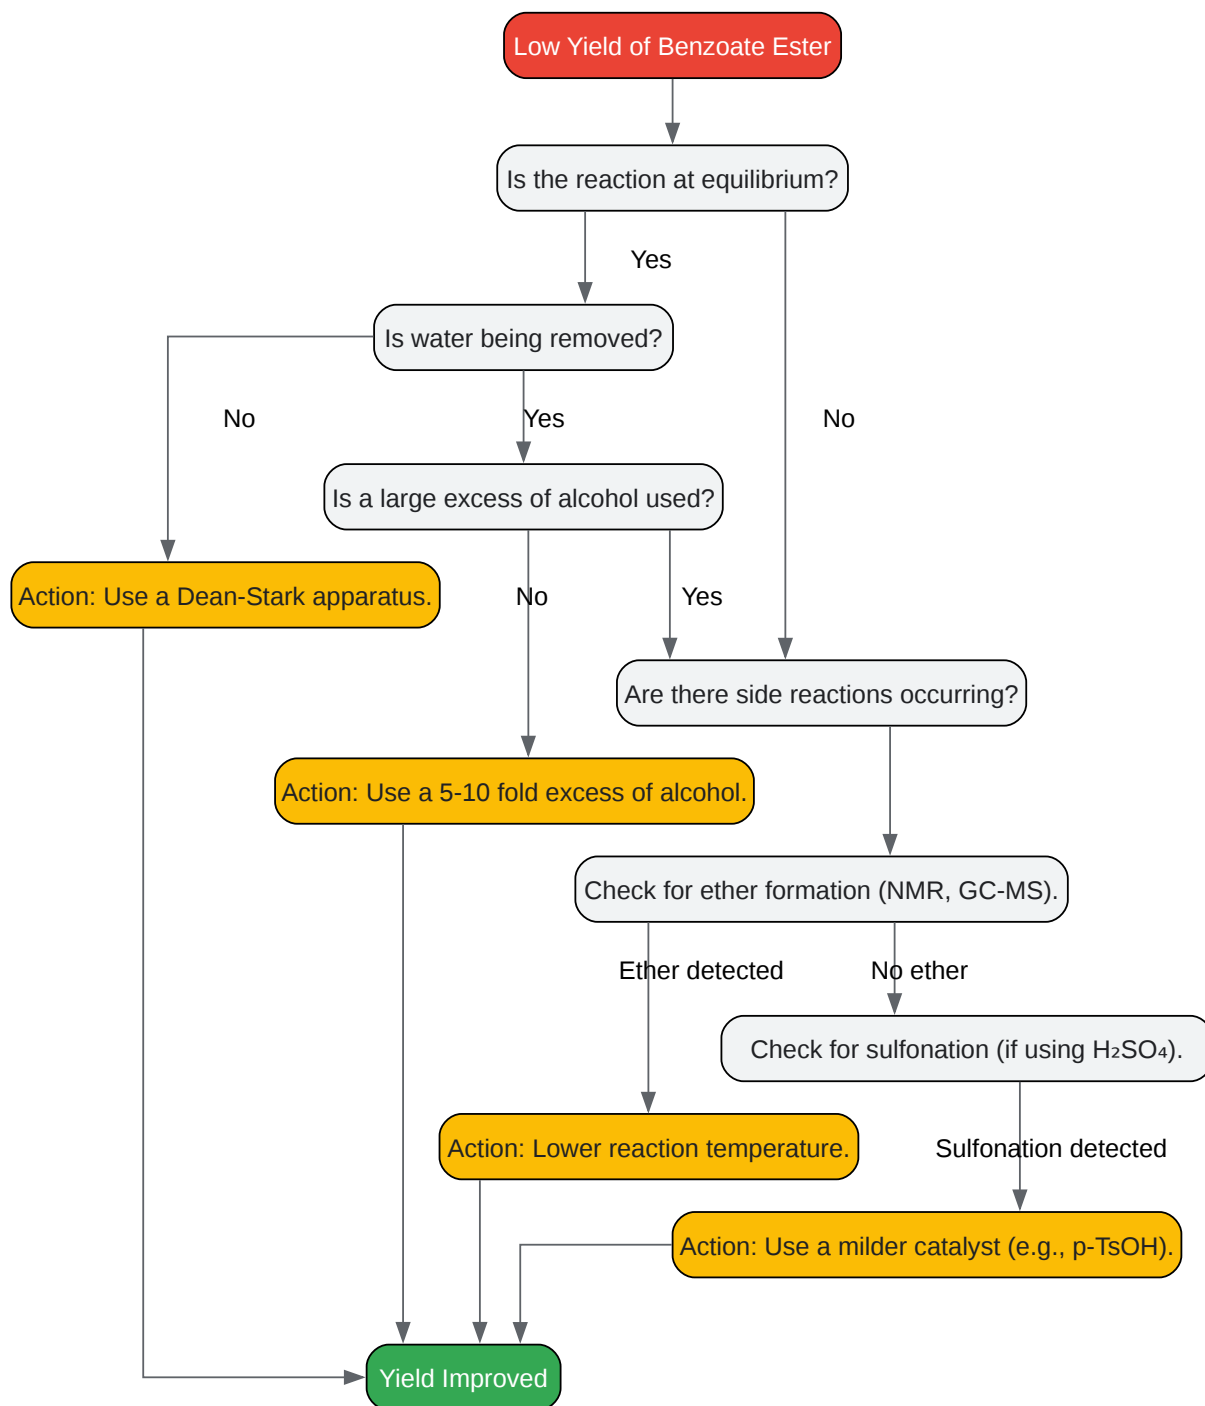 Low Yield of Benzoate Ester
Is the reaction at equilibrium?
Yes
Is water being removed?
No
Yes
No
Is a large excess of alcohol used?
Action: Use a Dean-Stark apparatus.
No
Yes
Are there side reactions occurring?
Action: Use a 5-10 fold excess of alcohol.
Check for ether formation (NMR, GC-MS).
Ether detected
No ether
Check for sulfonation (if using H₂SO₄).
Action: Lower reaction temperature.
Sulfonation detected
Action: Use a milder catalyst (e.g., p-TsOH).
Yield Improved